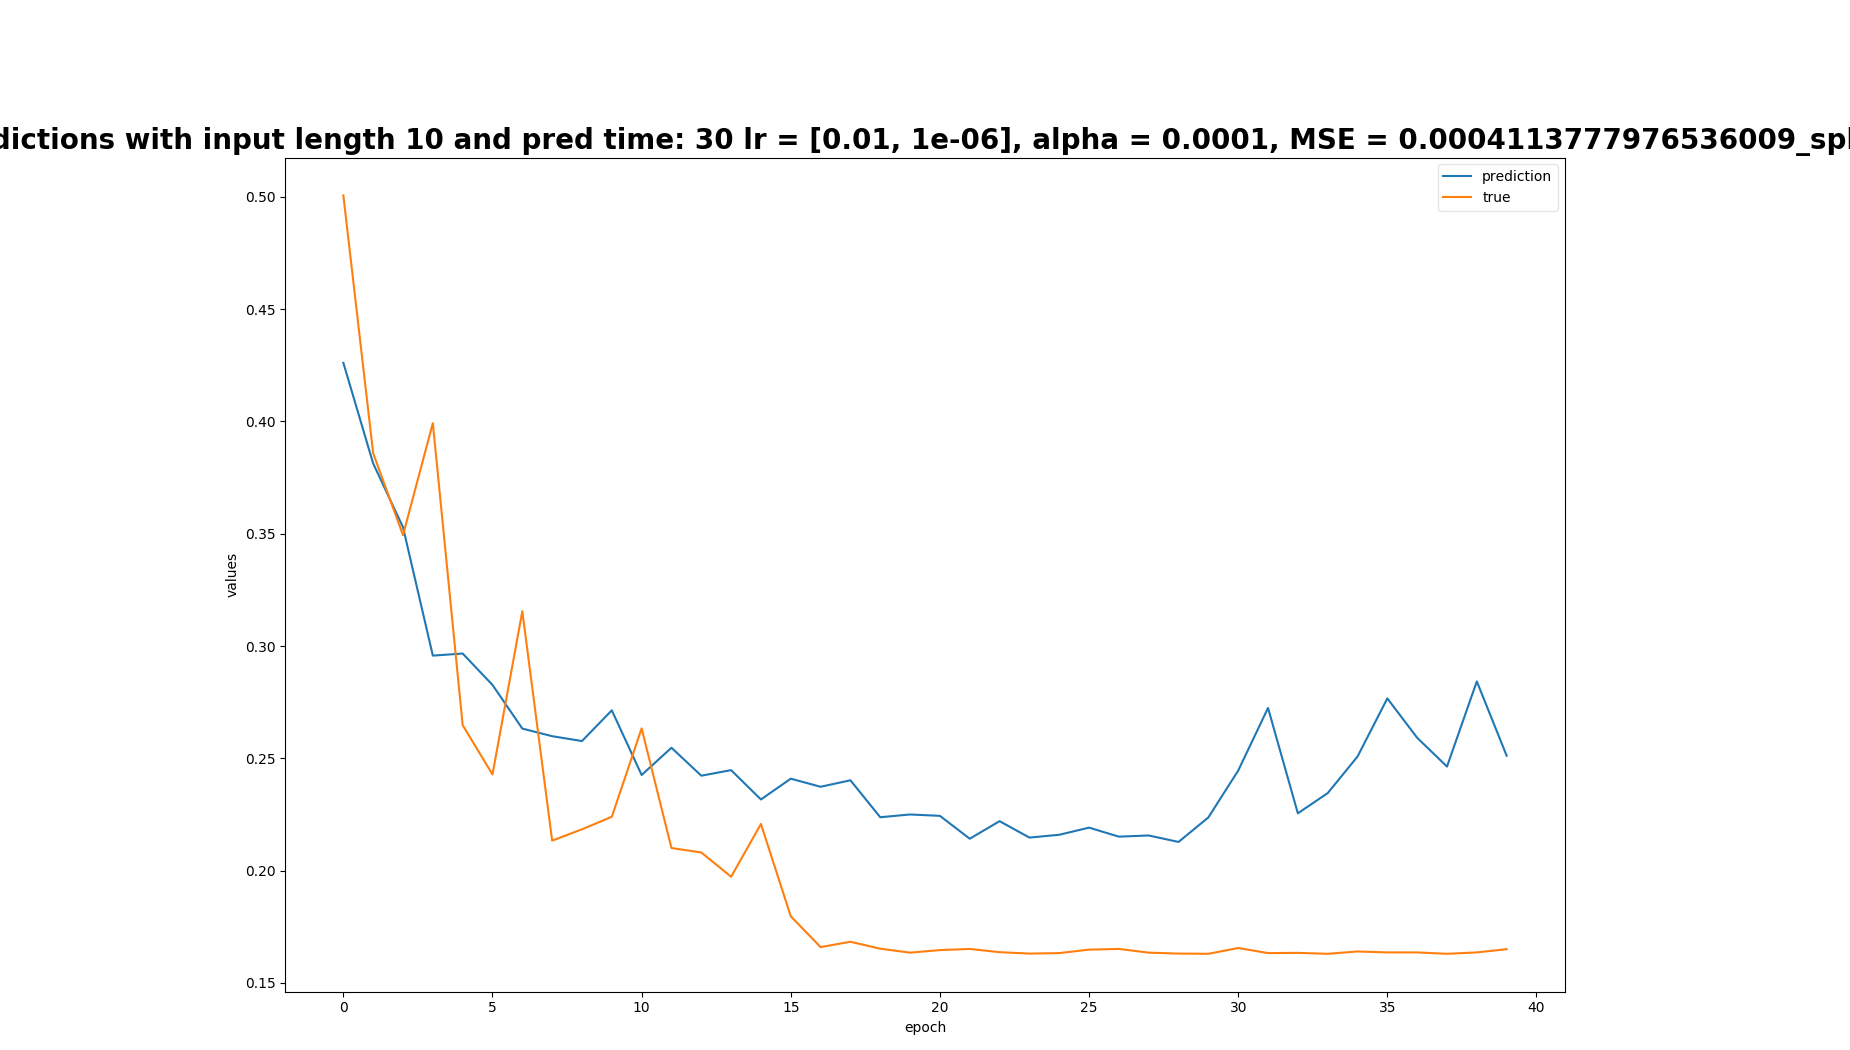 dictions with input length 10 and pred time: 30 lr = [0.01, 1e-06], alpha = 0.0001, MSE = 0.0004113777976536009_spl
prediction
true
0.50
0.45
0.40
0.35
0.30
0.25
0.20
0.15
values
0 5 10 15 20 25 30 35 40
epoch